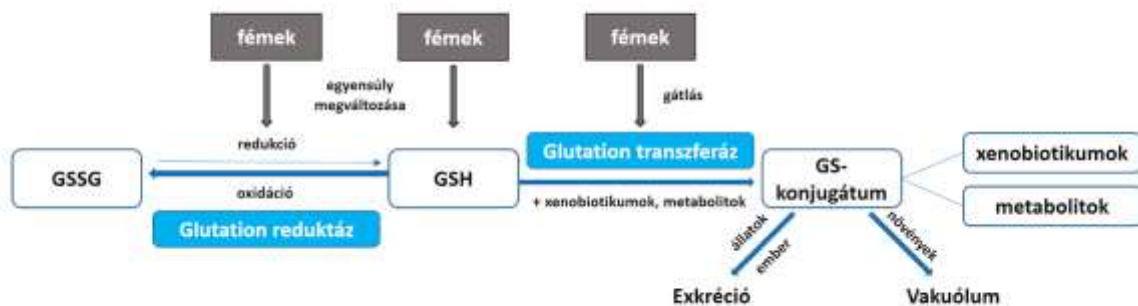 fémek
fémek
fémek
egyensúly
megváltozása
gátlás
redukció
GSSG
GSH
Glutation transzferáz
GS-
konjugátum
xenobiotikumok
metabolitok
oxidáció
+ xenobiotikumok, metabolitok
Glutation reduktáz
állatok
ember
növények
Exkréció
Vakuólum